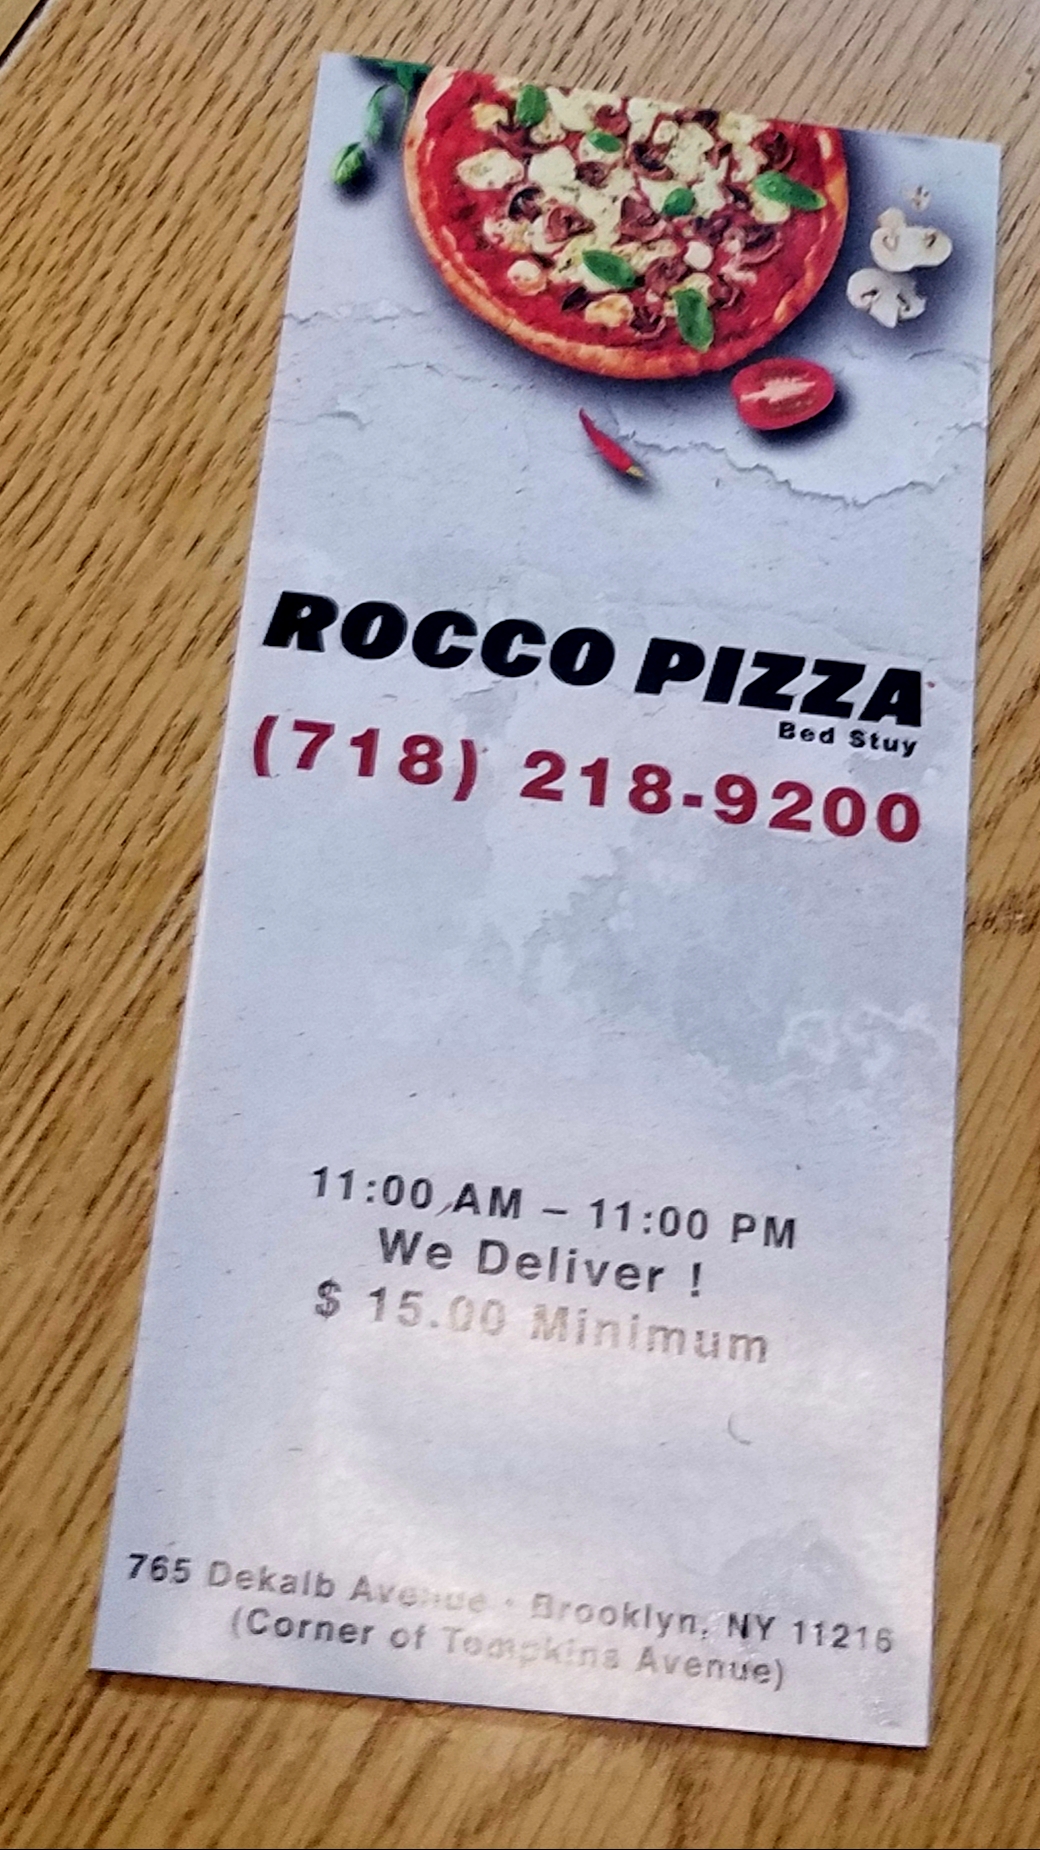 ROCCO PIZZA
Bed Stuy
(718) 218-9200
11:00 AM – 11:00 PM
We Deliver !
$ 15.00 Minimum
765 Dekalb Avenue • Brooklyn, NY 11216
(Corner of Tompkins Avenue)